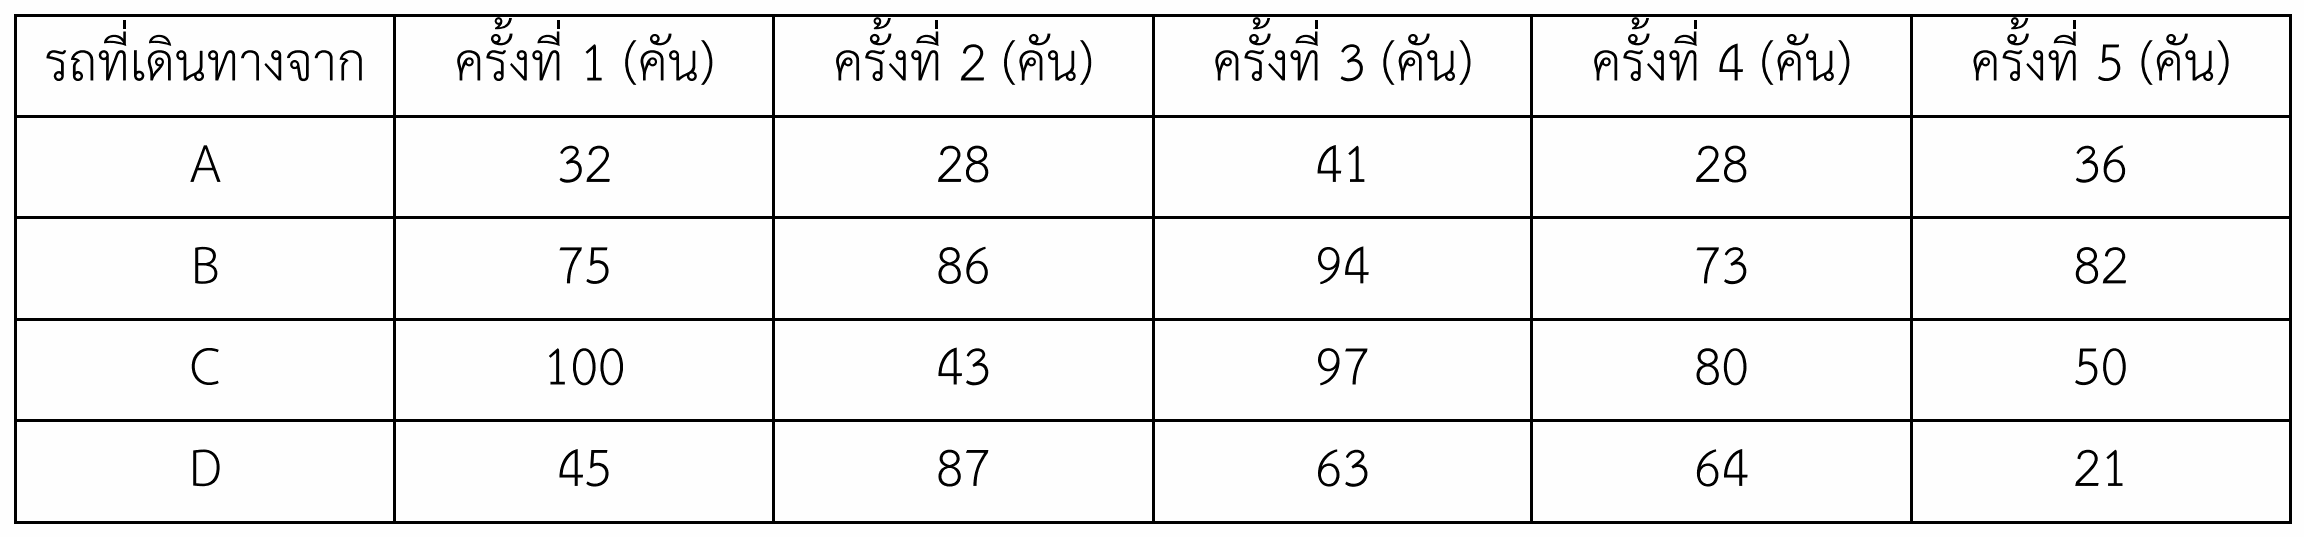 รถที่เดินทางจาก ครั้งที่ 1 (คัน) ครั้งที่ 2 (คัน) ครั้งที่ 3 (คัน) ครั้งที่ 4 (คัน) ครั้งที่ 5 (คัน)
A 32 28 41 28 36
B 75 86 94 73 82
C 100 43 97 80 50
D 45 87 63 64 21